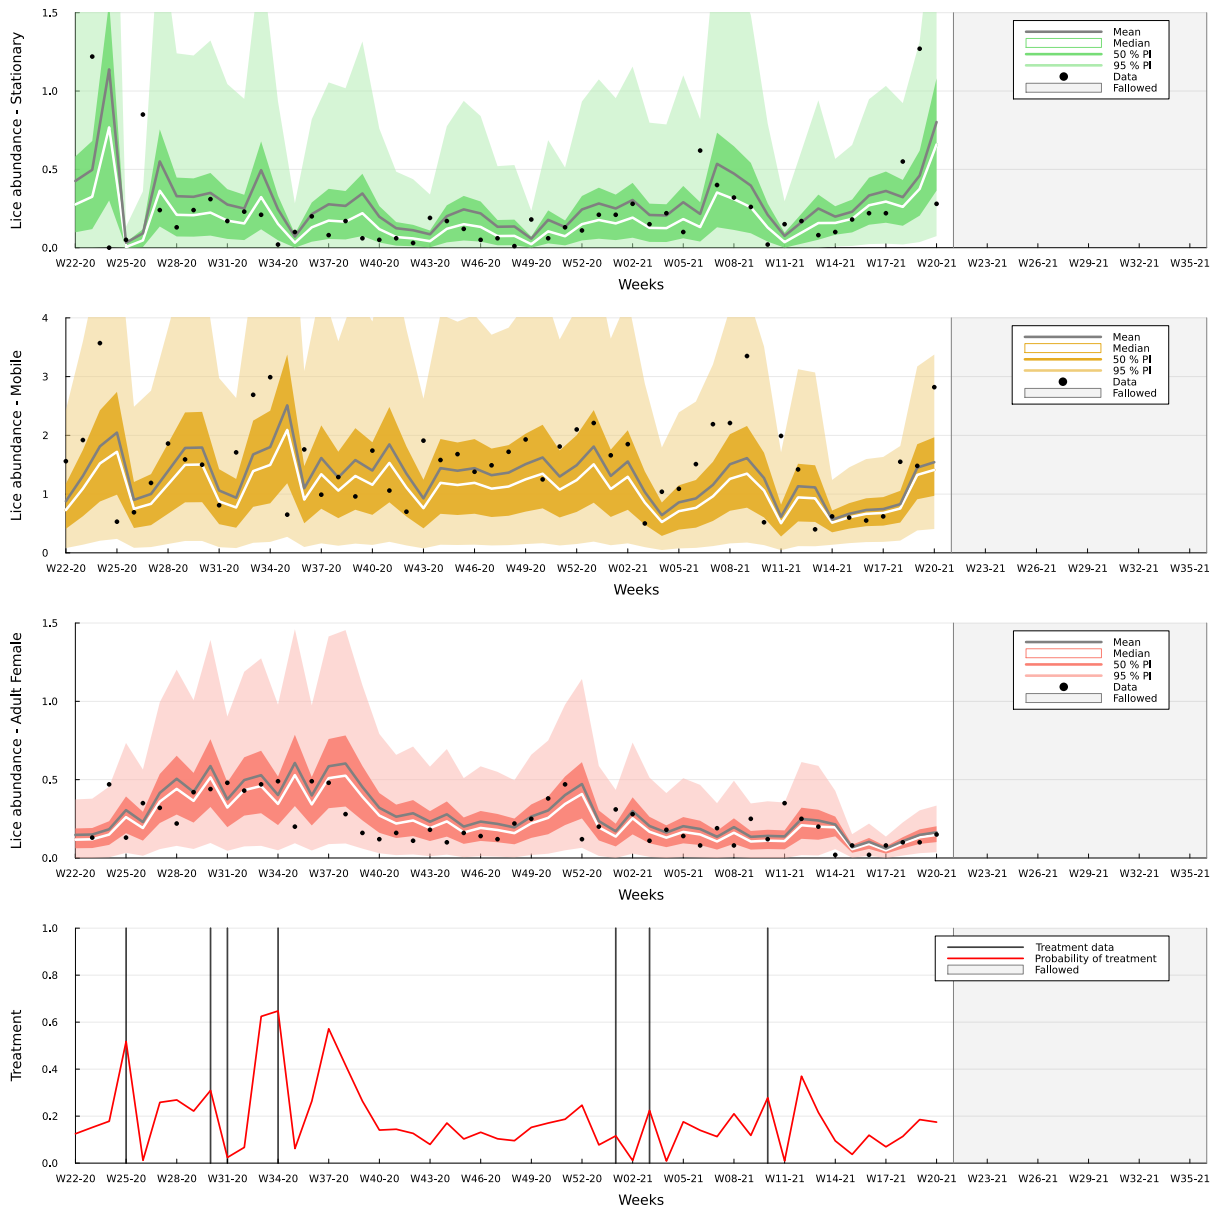 Lice abundance - Stationary
1.5
1.0
0.5
0.0
Mean
Median
50 % PI
95 % PI
Data
Fallowed
W22-20 W25-20 W28-20 W31-20 W34-20 W37-20 W40-20 W43-20 W46-20 W49-20 W52-20 W02-21 W05-21 W08-21 W11-21 W14-21 W17-21 W20-21 W23-21 W26-21 W29-21 W32-21 W35-21
Weeks
Lice abundance - Mobile
4
3
2
1
0
Mean
Median
50 % PI
95 % PI
Data
Fallowed
W22-20 W25-20 W28-20 W31-20 W34-20 W37-20 W40-20 W43-20 W46-20 W49-20 W52-20 W02-21 W05-21 W08-21 W11-21 W14-21 W17-21 W20-21 W23-21 W26-21 W29-21 W32-21 W35-21
Weeks
Lice abundance - Adult Female
1.5
1.0
0.5
0.0
Mean
Median
50 % PI
95 % PI
Data
Fallowed
W22-20 W25-20 W28-20 W31-20 W34-20 W37-20 W40-20 W43-20 W46-20 W49-20 W52-20 W02-21 W05-21 W08-21 W11-21 W14-21 W17-21 W20-21 W23-21 W26-21 W29-21 W32-21 W35-21
Weeks
Treatment
1.0
0.8
0.6
0.4
0.2
0.0
Treatment data
Probability of treatment
Fallowed
W22-20 W25-20 W28-20 W31-20 W34-20 W37-20 W40-20 W43-20 W46-20 W49-20 W52-20 W02-21 W05-21 W08-21 W11-21 W14-21 W17-21 W20-21 W23-21 W26-21 W29-21 W32-21 W35-21
Weeks